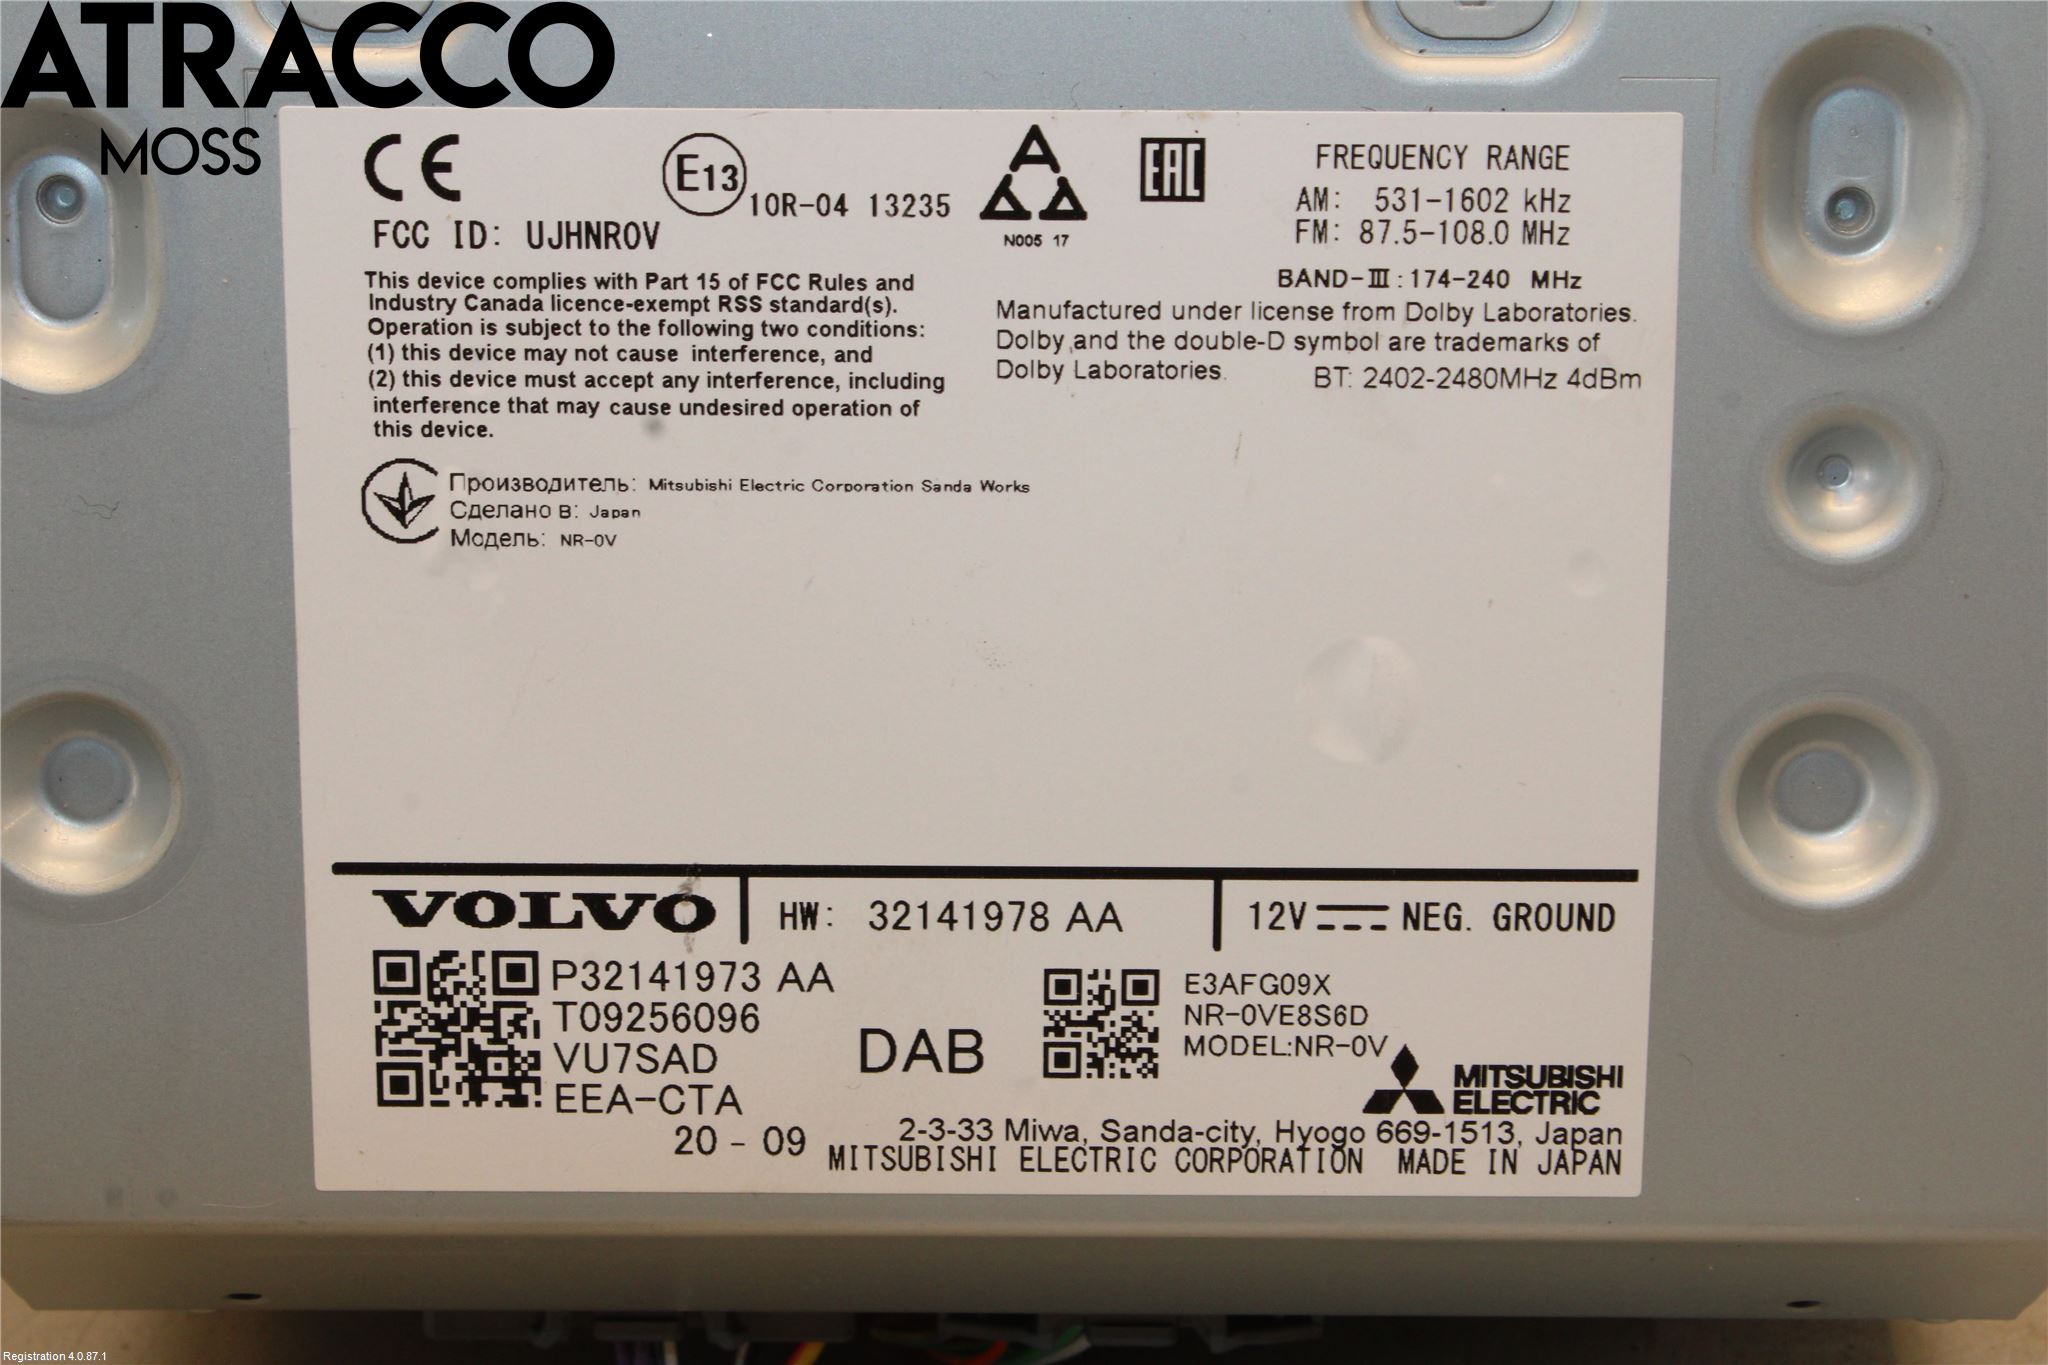 ATRACCO
MOSS
CE
E13
10R-04 13235
N005 17
EAC
FCC ID: UJHNR0V
FREQUENCY RANGE
AM: 531-1602 kHz
FM: 87.5-108.0 MHz
BAND-III: 174-240 MHz
This device complies with Part 15 of FCC Rules and
Industry Canada licence-exempt RSS standard(s).
Operation is subject to the following two conditions:
(1) this device may not cause interference, and
(2) this device must accept any interference, including
interference that may cause undesired operation of
this device.
Manufactured under license from Dolby Laboratories.
Dolby and the double-D symbol are trademarks of
Dolby Laboratories.
BT: 2402-2480MHz 4dBm
Производитель: Mitsubishi Electric Corporation Sanda Works
Сделано в: Japan
Модель: NR-0V
VOLVO
HW: 32141978 AA
12V NEG. GROUND
P32141973 AA
T09256096
VU7SAD
EEA-CTA
20 - 09
DAB
E3AFG09X
NR-0VE8S6D
MODEL:NR-0V
MITSUBISHI
ELECTRIC
2-3-33 Miwa, Sanda-city, Hyogo 669-1513, Japan
MITSUBISHI ELECTRIC CORPORATION MADE IN JAPAN
Registration 4.0.87.1